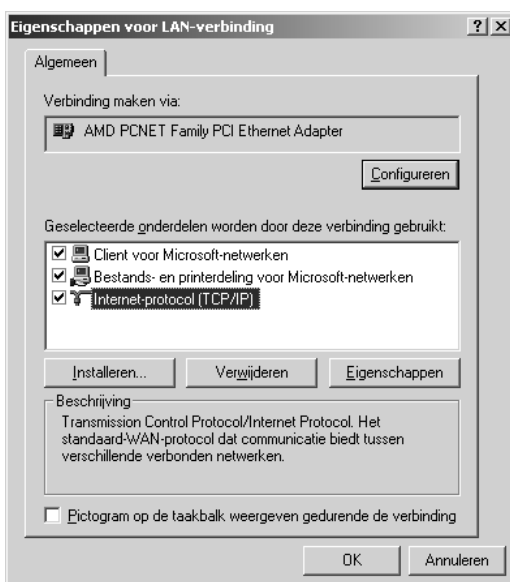 Eigenschappen voor LAN-verbinding
Algemeen
Verbinding maken via:
AMD PCNET Family PCI Ethernet Adapter
Configureren
Geselecteerde onderdelen worden door deze verbinding gebruikt:
Client voor Microsoft-netwerken
Bestands- en printerdeling voor Microsoft-netwerken
Internet-protocol (TCP/IP)
Installeren... Verwijderen Eigenschappen
Beschrijving
Transmission Control Protocol/Internet Protocol. Het
standaard-WAN-protocol dat communicatie biedt tussen
verschillende verbonden netwerken.
Pictogram op de taakbalk weergeven gedurende de verbinding
OK Annuleren